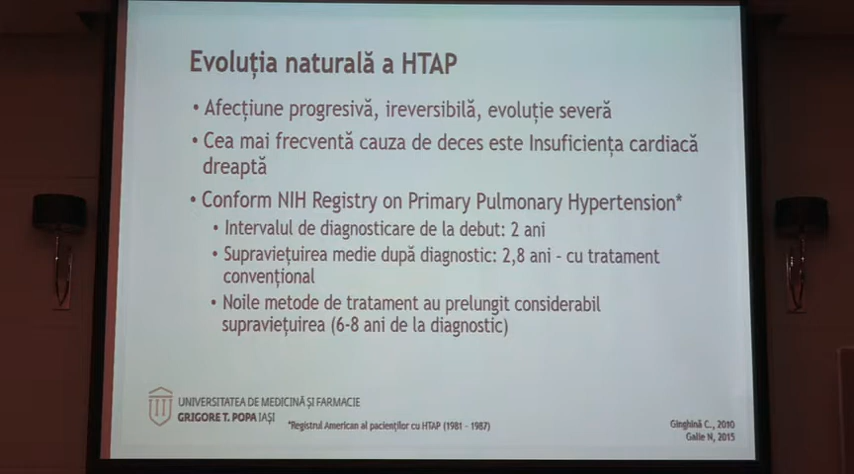 Evoluția naturală a HTAP
• Afecțiune progresivă, ireversibilă, evoluție severă
• Cea mai frecventă cauza de deces este Insuficiența cardiacă
dreaptă
• Conform NIH Registry on Primary Pulmonary Hypertension*
• Intervalul de diagnosticare de la debut: 2 ani
• Supraviețuirea medie după diagnostic: 2,8 ani - cu tratament
convențional
• Noile metode de tratament au prelungit considerabil
supraviețuirea (6-8 ani de la diagnostic)
UNIVERSITATEA DE MEDICINĂ ȘI FARMACIE
GRIGORE T. POPA IAȘI
*Registrul American al pacienților cu HTAP (1981 - 1987)
Ginghină C., 2010
Galie N, 2015